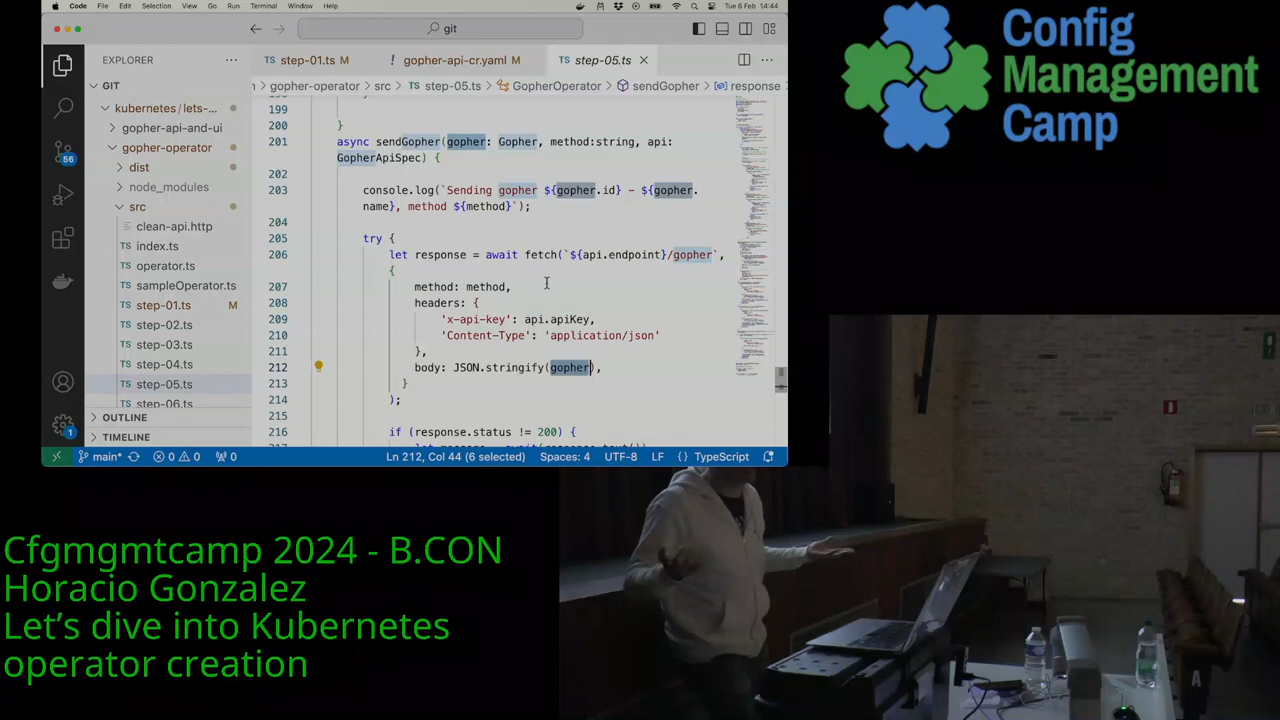 Code File Edit Selection View Go Run Terminal Window Help Tue 6 Feb 14:44
git
EXPLORER
step-01.ts M
gopher-api-cr.yaml M
step-05.ts
GIT
gopher-operator > src > step-05.ts > GopherOperator > sendGopher > response
kubernetes / lets-...
gopher-api-and-ui
gopher-operator
dist
node_modules
src
clean-api.http
index.ts
operator.ts
sampleOperator.ts
step-01.ts M
step-02.ts
step-03.ts
step-04.ts
step-05.ts
step-06.ts
OUTLINE
TIMELINE
56
1
199
200 }
201 async sendGopher(gopher: Gopher, method:string, api:
GopherApiSpec) {
202
203 console.log(`Sending gopher ${gopher.id} - ${gopher.
name}, method ${method}`);
204
205 try {
206 let response = await fetch(`${api.endpoint}/gopher`,
{
207 method: method,
208 headers: {
209 'x-api-key': api.apiKey,
210 'Content-Type': 'application/json'
211 },
212 body: JSON.stringify(gopher),
213 }
214 );
215
216 if (response.status != 200) {
main* 0 0 0 Ln 212, Col 44 (6 selected) Spaces: 4 UTF-8 LF {} TypeScript
Config
Management
Camp
Cfgmgmtcamp 2024 - B.CON
Horacio Gonzalez
Let's dive into Kubernetes
operator creation
A